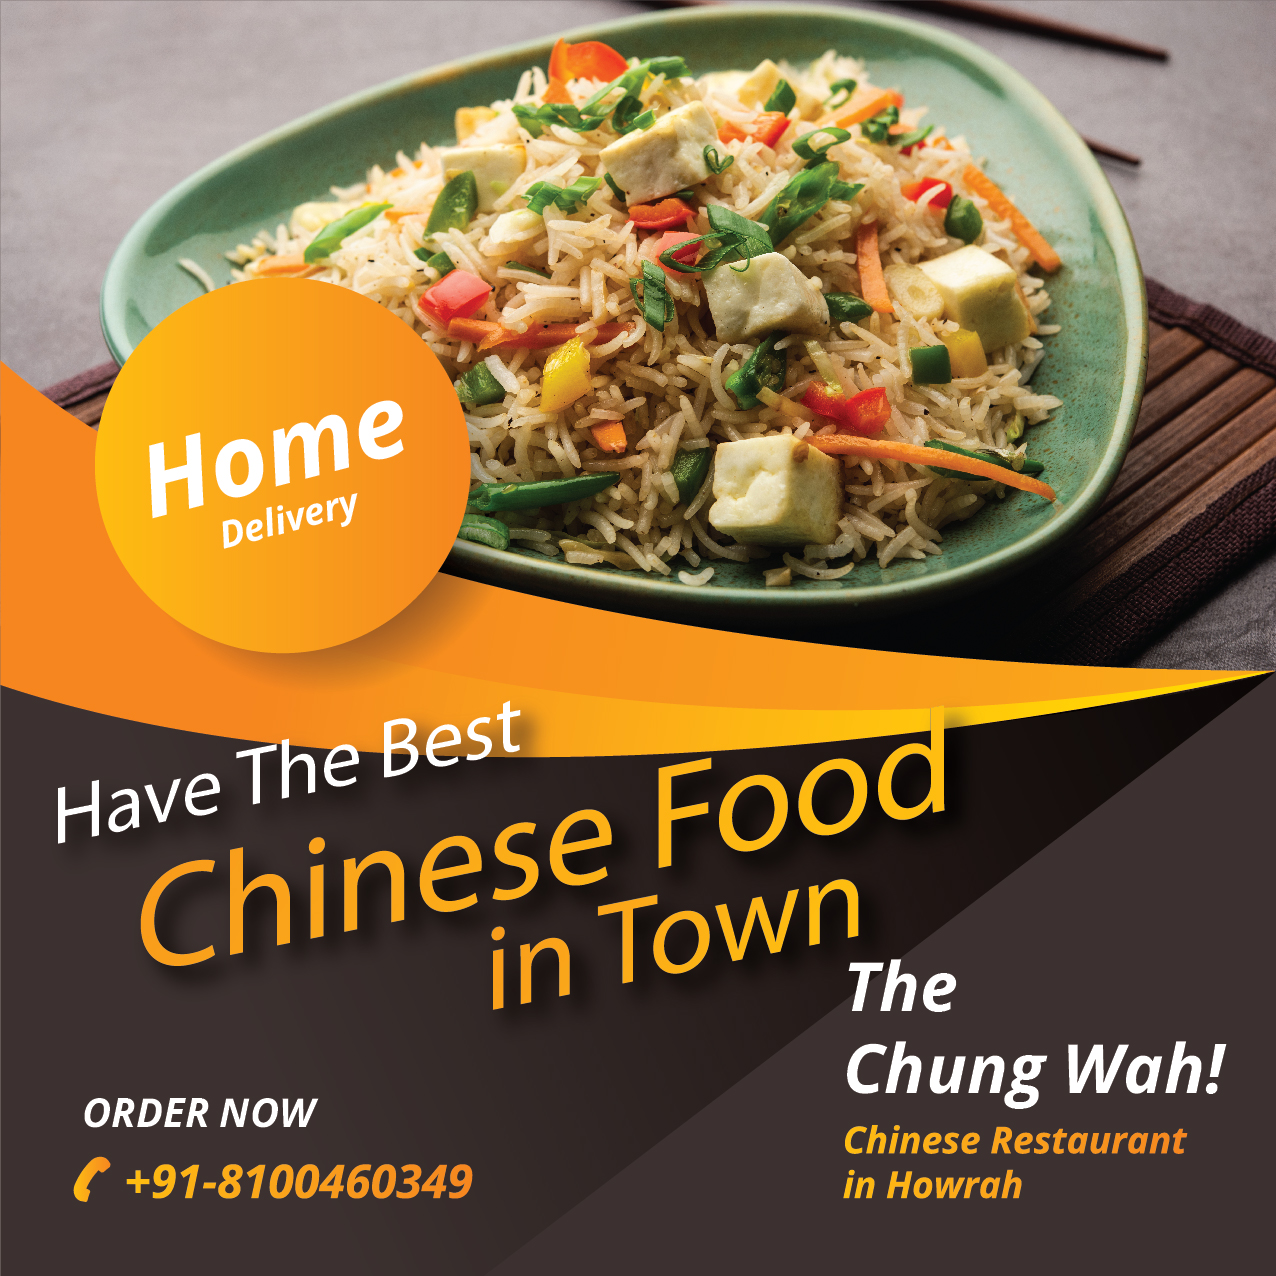 Home
Delivery
Have The Best
Chinese Food
in Town
The
Chung Wah!
Chinese Restaurant
in Howrah
ORDER NOW
+91-8100460349